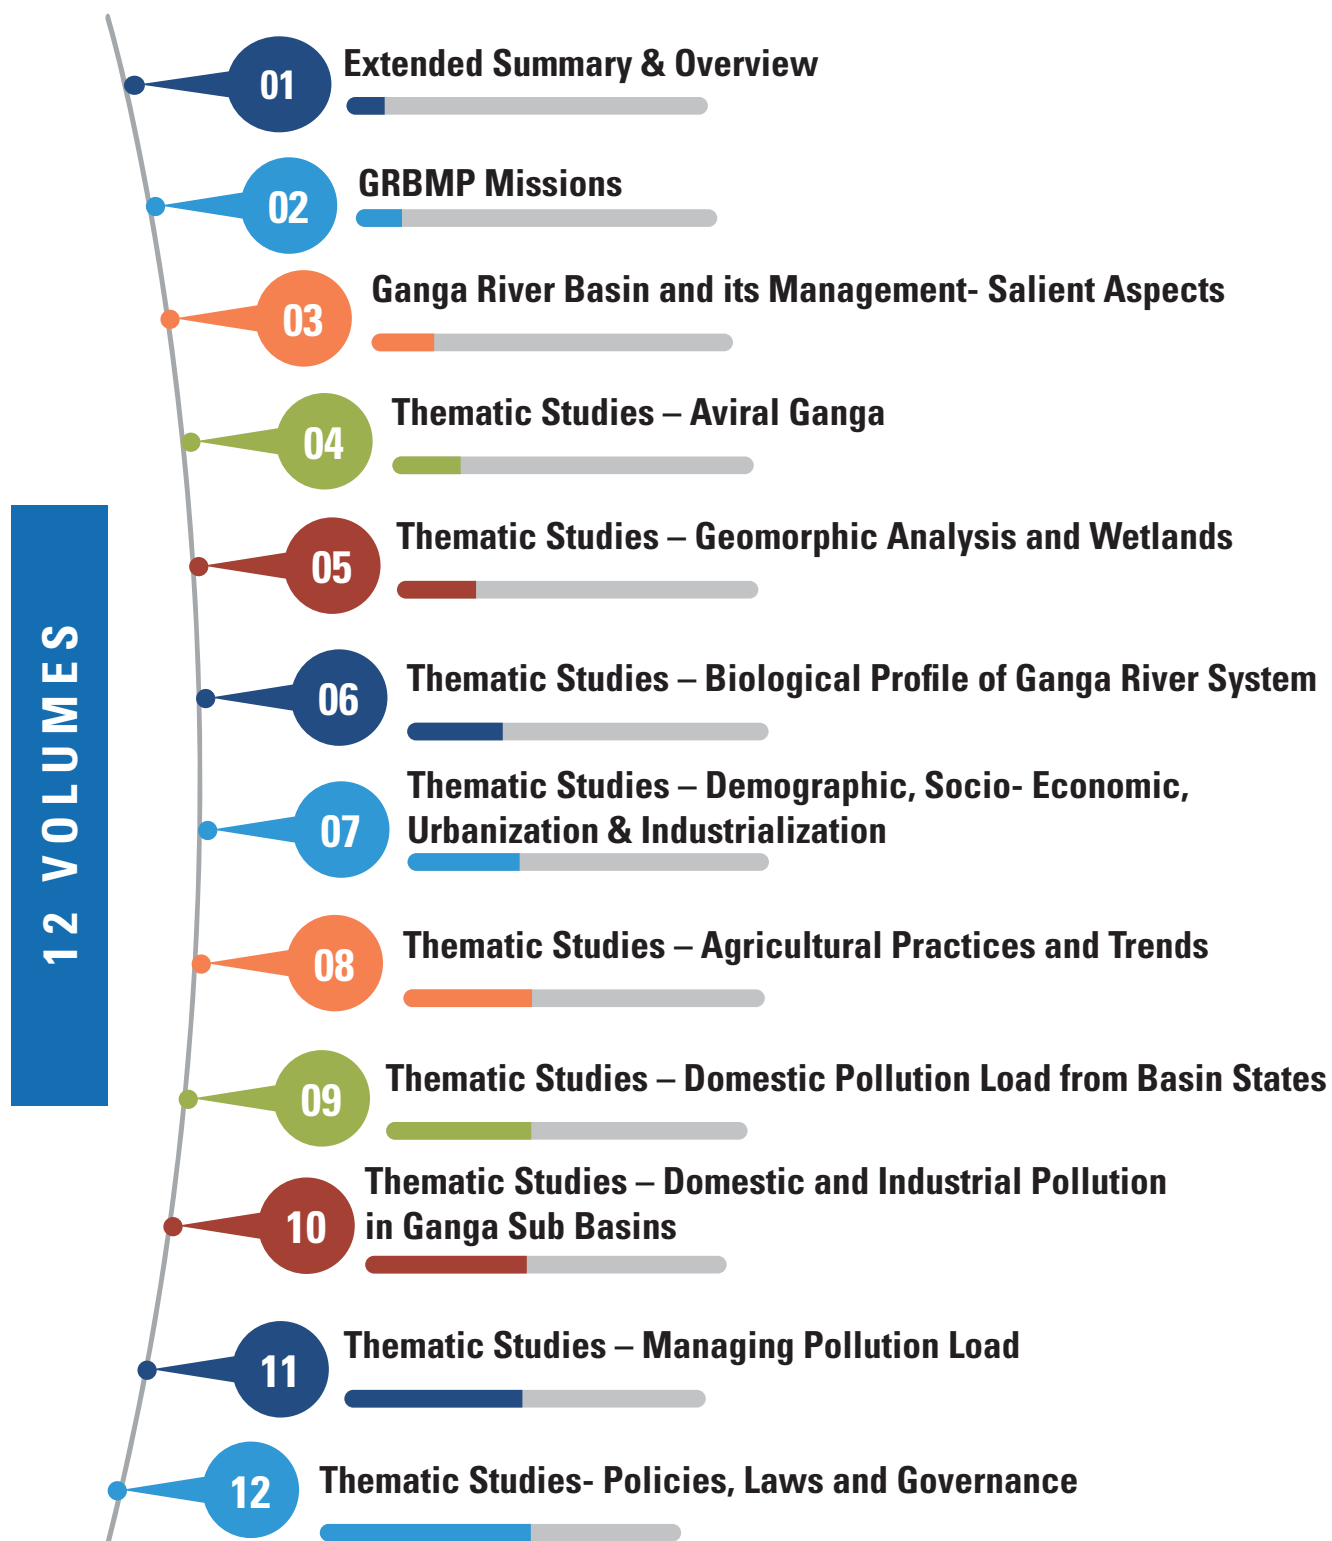 12 VOLUMES
01
Extended Summary & Overview
02
GRBMP Missions
03
Ganga River Basin and its Management- Salient Aspects
04
Thematic Studies – Aviral Ganga
05
Thematic Studies – Geomorphic Analysis and Wetlands
06
Thematic Studies – Biological Profile of Ganga River System
07
Thematic Studies – Demographic, Socio- Economic,
Urbanization & Industrialization
08
Thematic Studies – Agricultural Practices and Trends
09
Thematic Studies – Domestic Pollution Load from Basin States
10
Thematic Studies – Domestic and Industrial Pollution
in Ganga Sub Basins
11
Thematic Studies – Managing Pollution Load
12
Thematic Studies- Policies, Laws and Governance